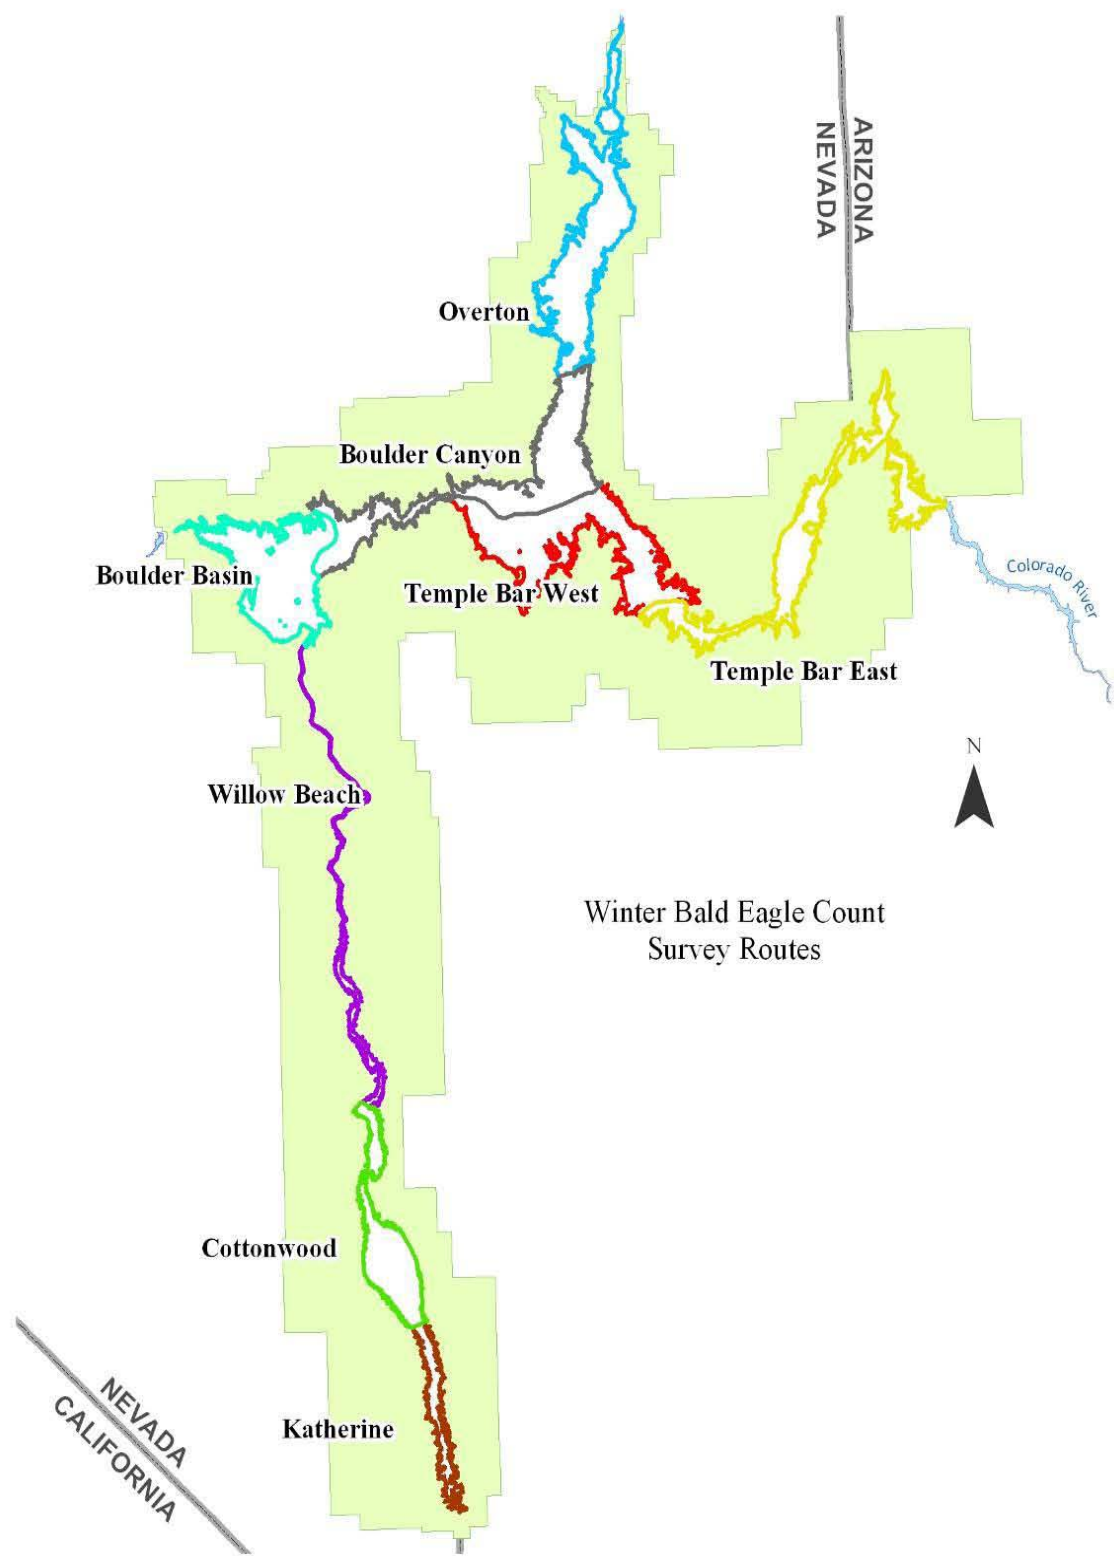 ARIZONA
NEVADA
Overton
Boulder Canyon
Boulder Basin
Temple Bar West
Colorado River
Temple Bar East
N
Willow Beach
Winter Bald Eagle Count
Survey Routes
Cottonwood
NEVADA
CALIFORNIA
Katherine